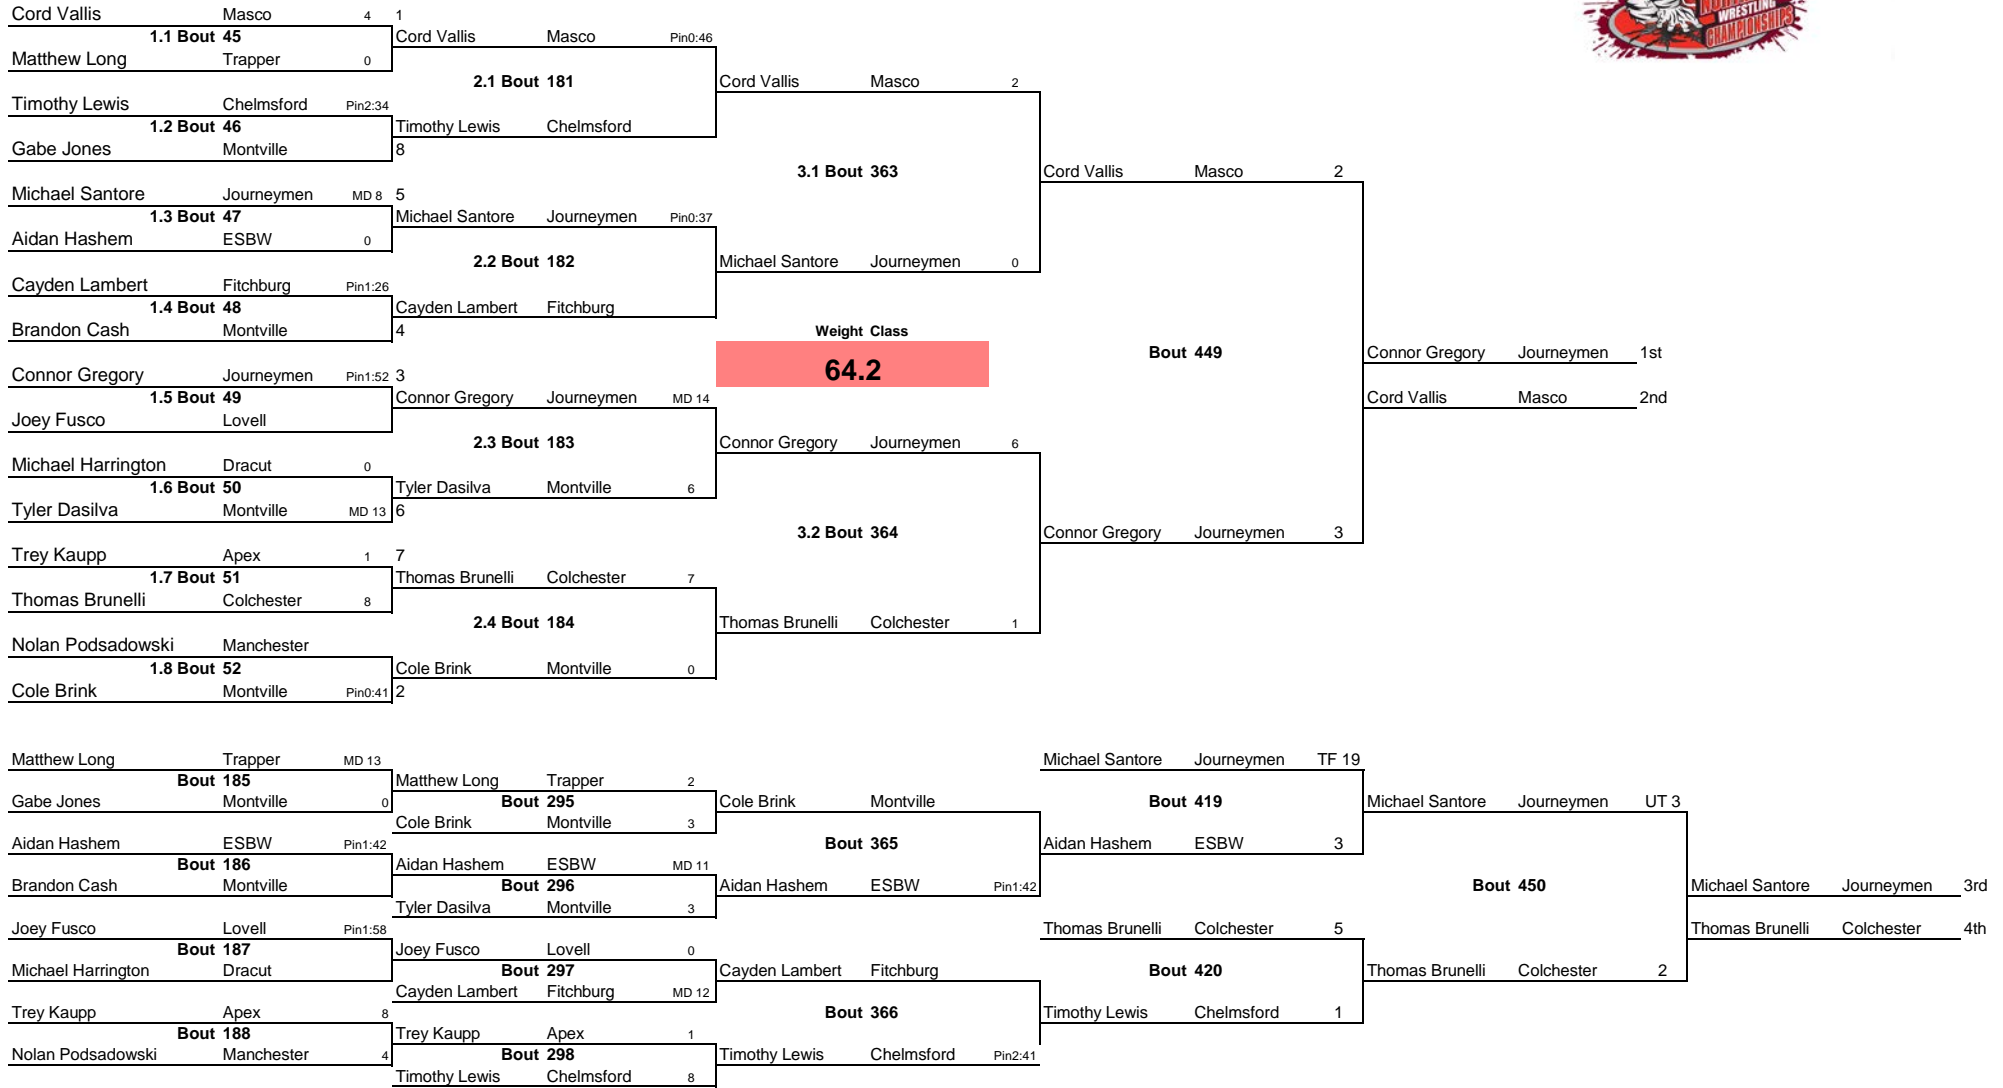 Cord Vallis Masco 4 1
NORTH
WRESTLING
CHAMPIONSHIPS
1.1 Bout 45 Cord Vallis Masco Pin0:46
Matthew Long Trapper 0
2.1 Bout 181 Cord Vallis Masco 2
Timothy Lewis Chelmsford Pin2:34
1.2 Bout 46 Timothy Lewis Chelmsford
Gabe Jones Montville 8
3.1 Bout 363 Cord Vallis Masco 2
Michael Santore Journeymen MD 8 5
1.3 Bout 47 Michael Santore Journeymen Pin0:37
Aidan Hashem ESBW 0
2.2 Bout 182 Michael Santore Journeymen 0
Cayden Lambert Fitchburg Pin1:26
1.4 Bout 48 Cayden Lambert Fitchburg
Brandon Cash Montville 4 Weight Class
Bout 449 Connor Gregory Journeymen 1st
64.2
Connor Gregory Journeymen Pin1:52 3
1.5 Bout 49 Connor Gregory Journeymen MD 14 Cord Vallis Masco 2nd
Joey Fusco Lovell
2.3 Bout 183 Connor Gregory Journeymen 6
Michael Harrington Dracut 0
1.6 Bout 50 Tyler Dasilva Montville 6
Tyler Dasilva Montville MD 13 6
3.2 Bout 364 Connor Gregory Journeymen 3
Trey Kaupp Apex 1 7
1.7 Bout 51 Thomas Brunelli Colchester 7
Thomas Brunelli Colchester 8
2.4 Bout 184 Thomas Brunelli Colchester 1
Nolan Podsadowski Manchester
1.8 Bout 52 Cole Brink Montville 0
Cole Brink Montville Pin0:41 2
Matthew Long Trapper MD 13 Michael Santore Journeymen TF 19
Bout 185 Matthew Long Trapper 2
Gabe Jones Montville 0 Bout 295 Cole Brink Montville Bout 419 Michael Santore Journeymen UT 3
Cole Brink Montville 3
Aidan Hashem ESBW Pin1:42 Bout 365 Aidan Hashem ESBW 3
Bout 186 Aidan Hashem ESBW MD 11
Brandon Cash Montville Bout 296 Aidan Hashem ESBW Pin1:42 Bout 450 Michael Santore Journeymen 3rd
Tyler Dasilva Montville 3
Joey Fusco Lovell Pin1:58 Thomas Brunelli Colchester 5 Thomas Brunelli Colchester 4th
Bout 187 Joey Fusco Lovell 0
Michael Harrington Dracut Bout 297 Cayden Lambert Fitchburg Bout 420 Thomas Brunelli Colchester 2
Cayden Lambert Fitchburg MD 12
Trey Kaupp Apex 8 Bout 366 Timothy Lewis Chelmsford 1
Bout 188 Trey Kaupp Apex 1
Nolan Podsadowski Manchester 4 Bout 298 Timothy Lewis Chelmsford Pin2:41
Timothy Lewis Chelmsford 8